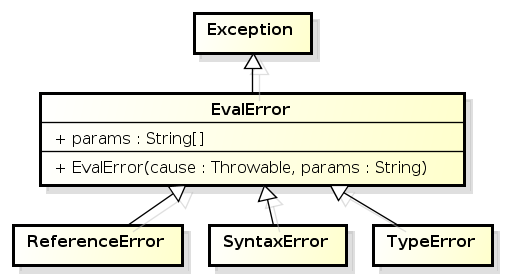 Exception
EvalError
+ params : String[]
+ EvalError(cause : Throwable, params : String)
ReferenceError
SyntaxError
TypeError